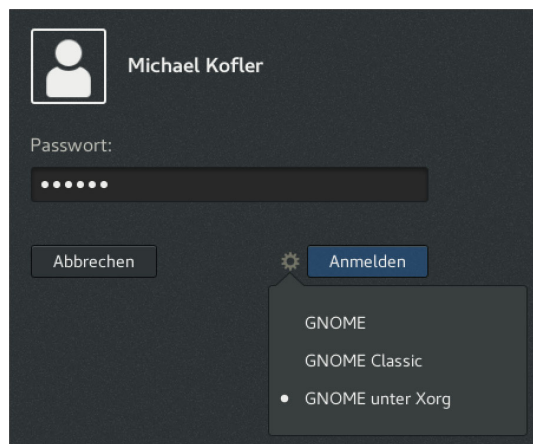 Michael Kofler
Passwort:
Abbrechen
Anmelden
GNOME
GNOME Classic
GNOME unter Xorg